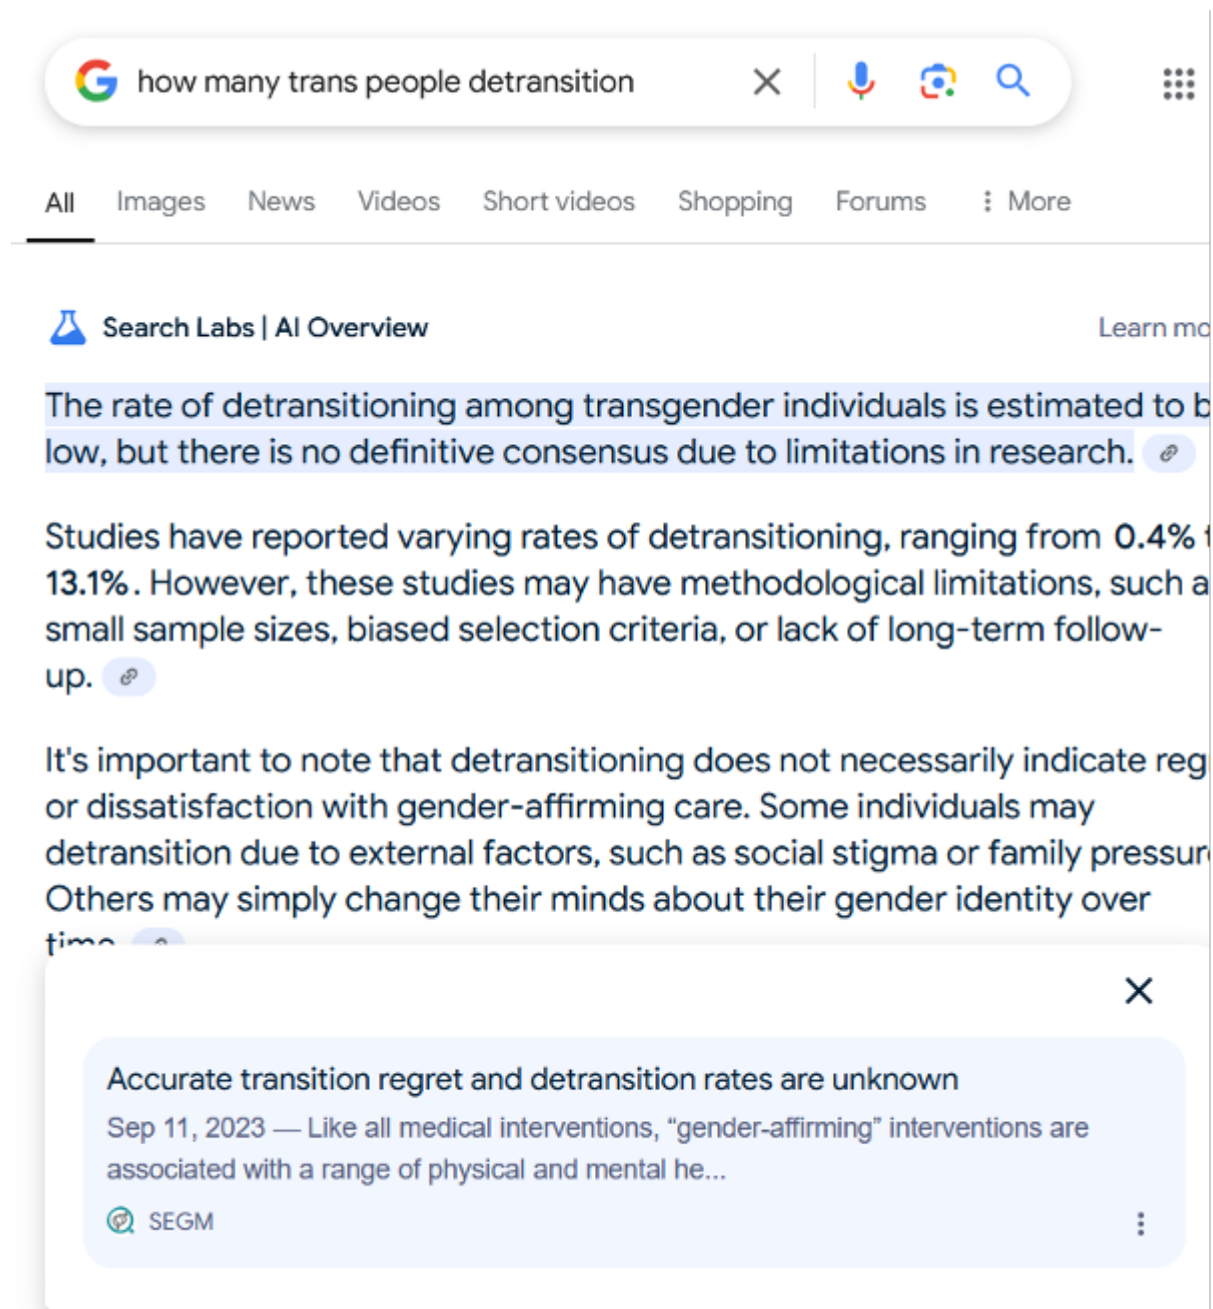 how many trans people detransition
All Images News Videos Short videos Shopping Forums More
Search Labs | AI Overview Learn mo
The rate of detransitioning among transgender individuals is estimated to b
low, but there is no definitive consensus due to limitations in research.
Studies have reported varying rates of detransitioning, ranging from 0.4% t
13.1%. However, these studies may have methodological limitations, such a
small sample sizes, biased selection criteria, or lack of long-term follow-
up.
It's important to note that detransitioning does not necessarily indicate reg
or dissatisfaction with gender-affirming care. Some individuals may
detransition due to external factors, such as social stigma or family pressur
Others may simply change their minds about their gender identity over
time.
Accurate transition regret and detransition rates are unknown
Sep 11, 2023 — Like all medical interventions, “gender-affirming” interventions are
associated with a range of physical and mental he...
SEGM